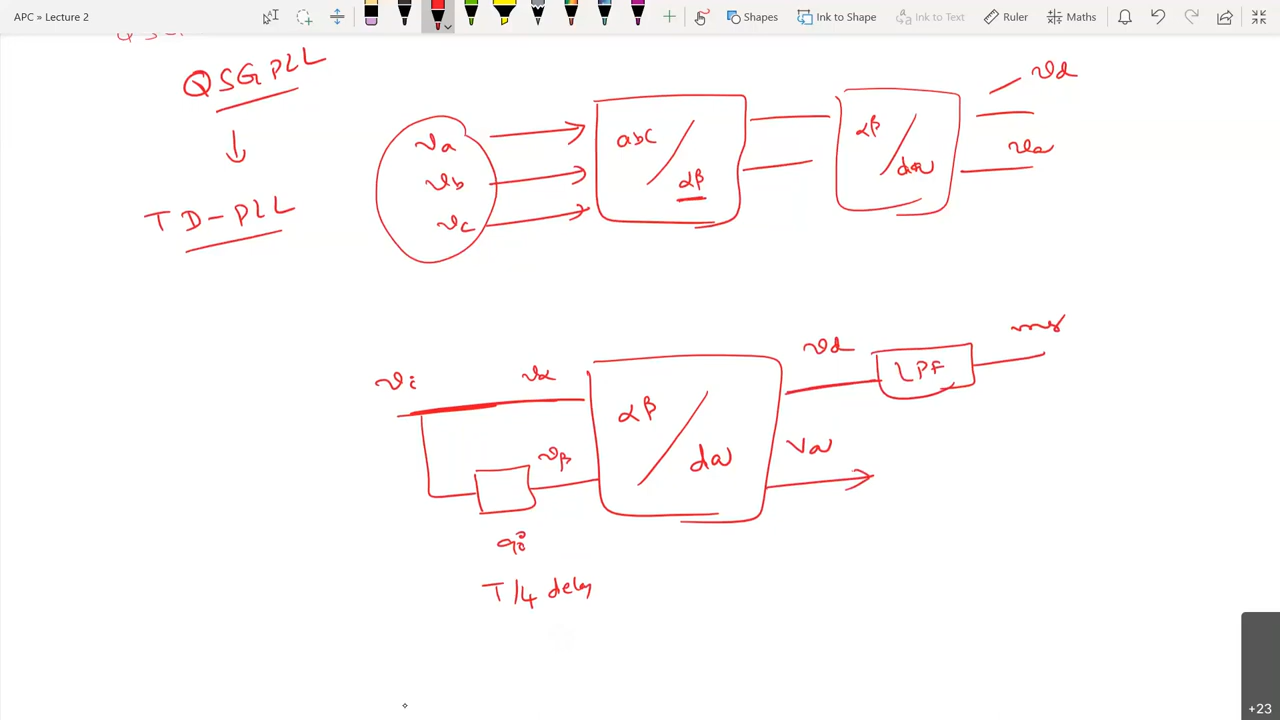 APC » Lecture 2
Shapes
Ink to Shape
Ink to Text
Ruler
Maths
QSG PLL
TD-PLL
va
vb
vc
abc
αβ
αβ
dq
vd
vq
vi
vα
vβ
90°
T/4 delay
αβ
dq
vd
LPF
Vq
+23